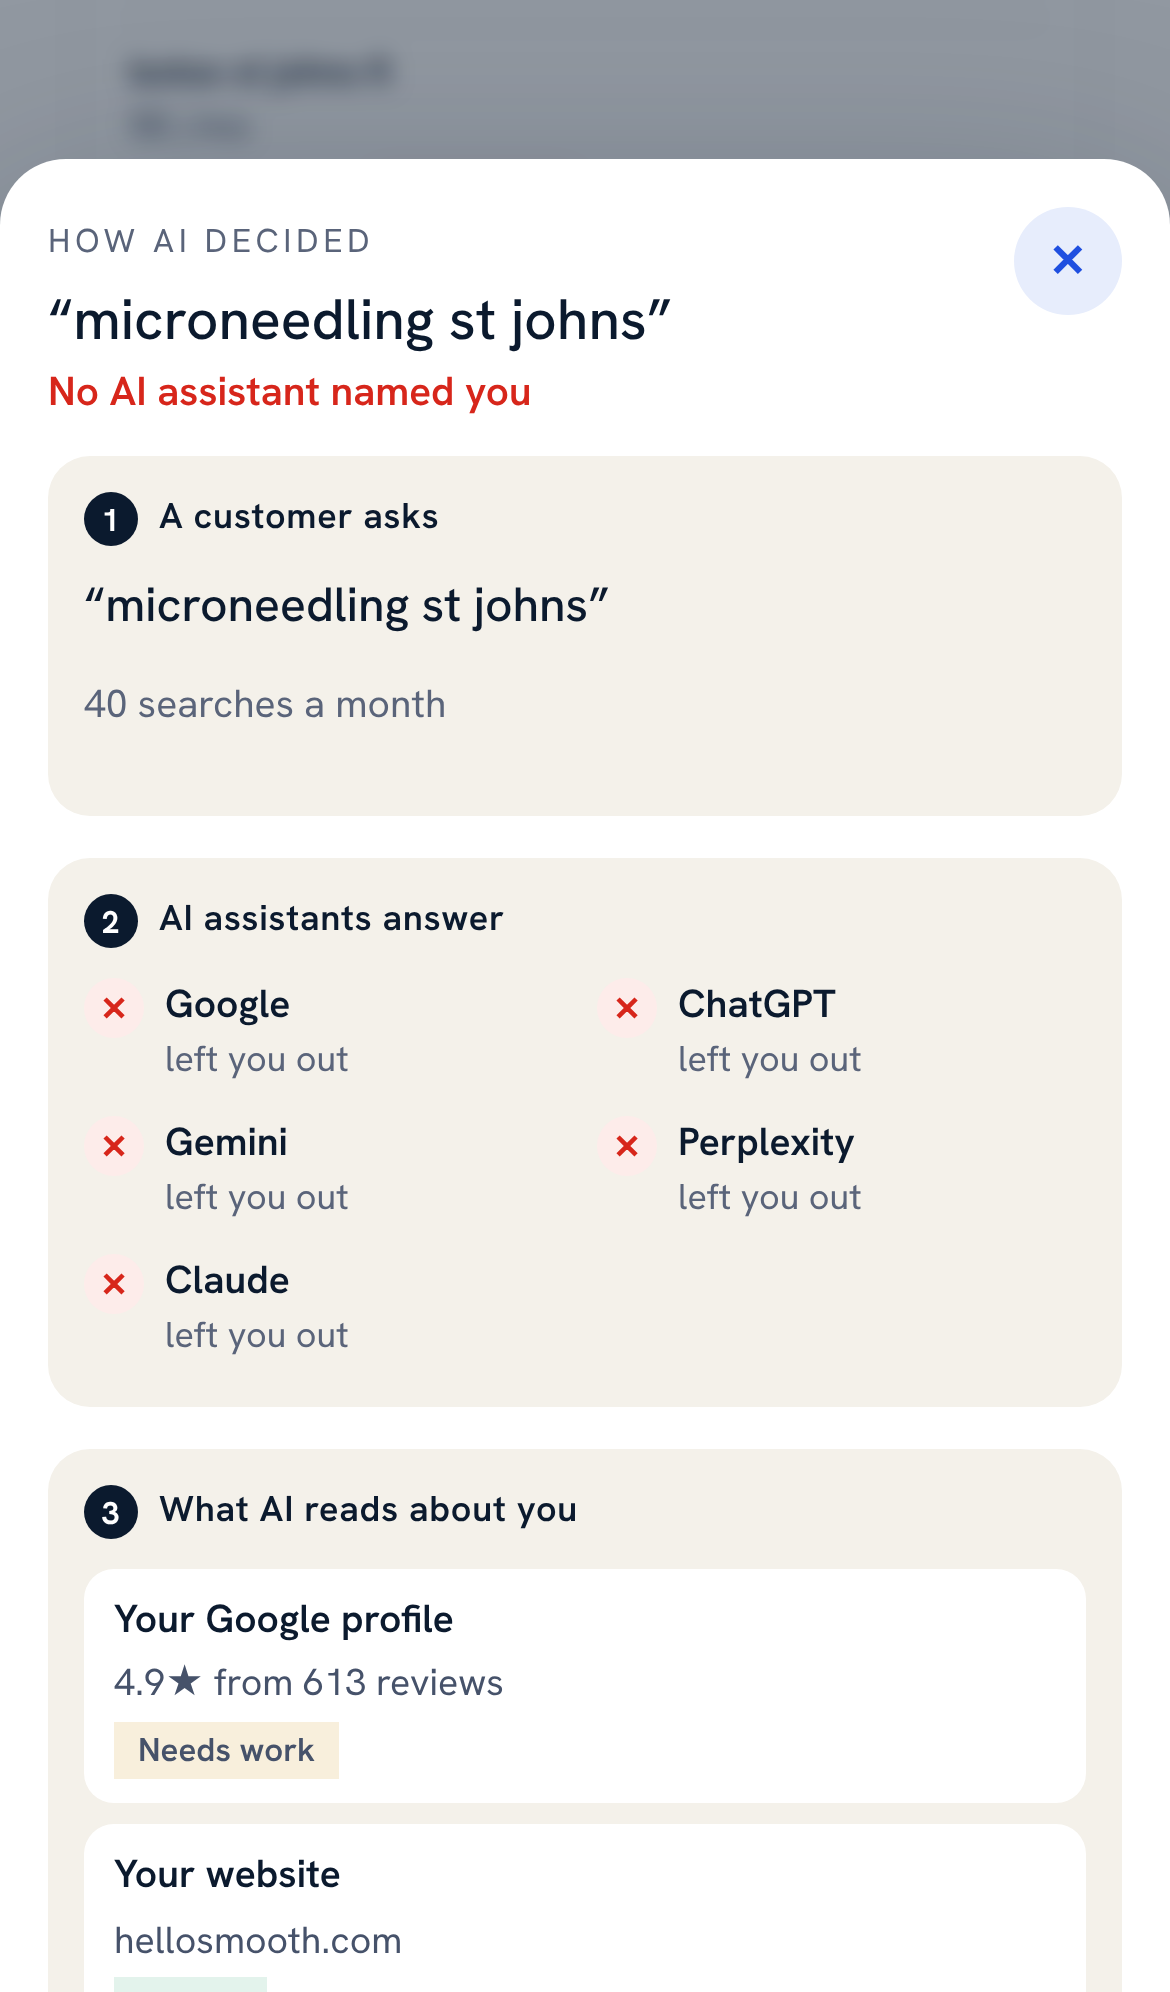 HOW AI DECIDED
“microneedling st johns”
No AI assistant named you
1 A customer asks
“microneedling st johns”
40 searches a month
2 AI assistants answer
Google
left you out
ChatGPT
left you out
Gemini
left you out
Perplexity
left you out
Claude
left you out
3 What AI reads about you
Your Google profile
4.9★ from 613 reviews
Needs work
Your website
hellosmooth.com